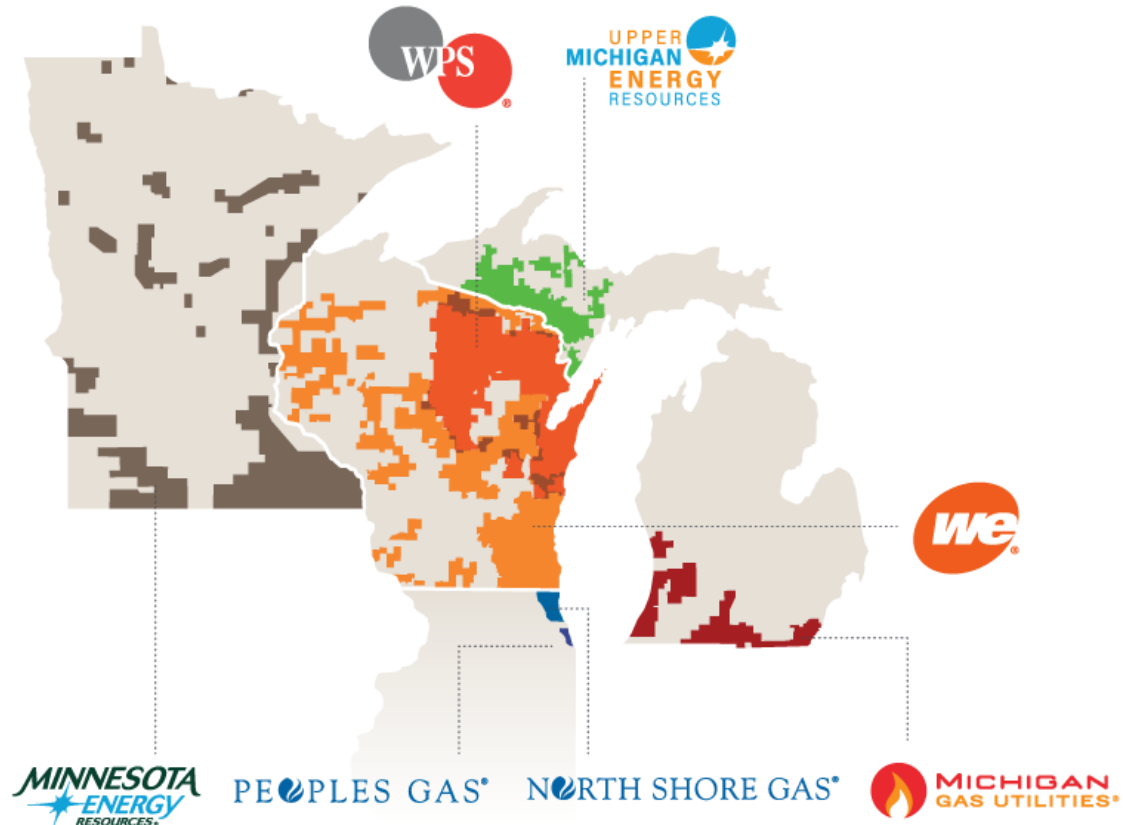 WPS®
UPPER
MICHIGAN
ENERGY
RESOURCES
we®
MINNESOTA
ENERGY
RESOURCES®
PEOPLES GAS®
NORTH SHORE GAS®
MICHIGAN
GAS UTILITIES®